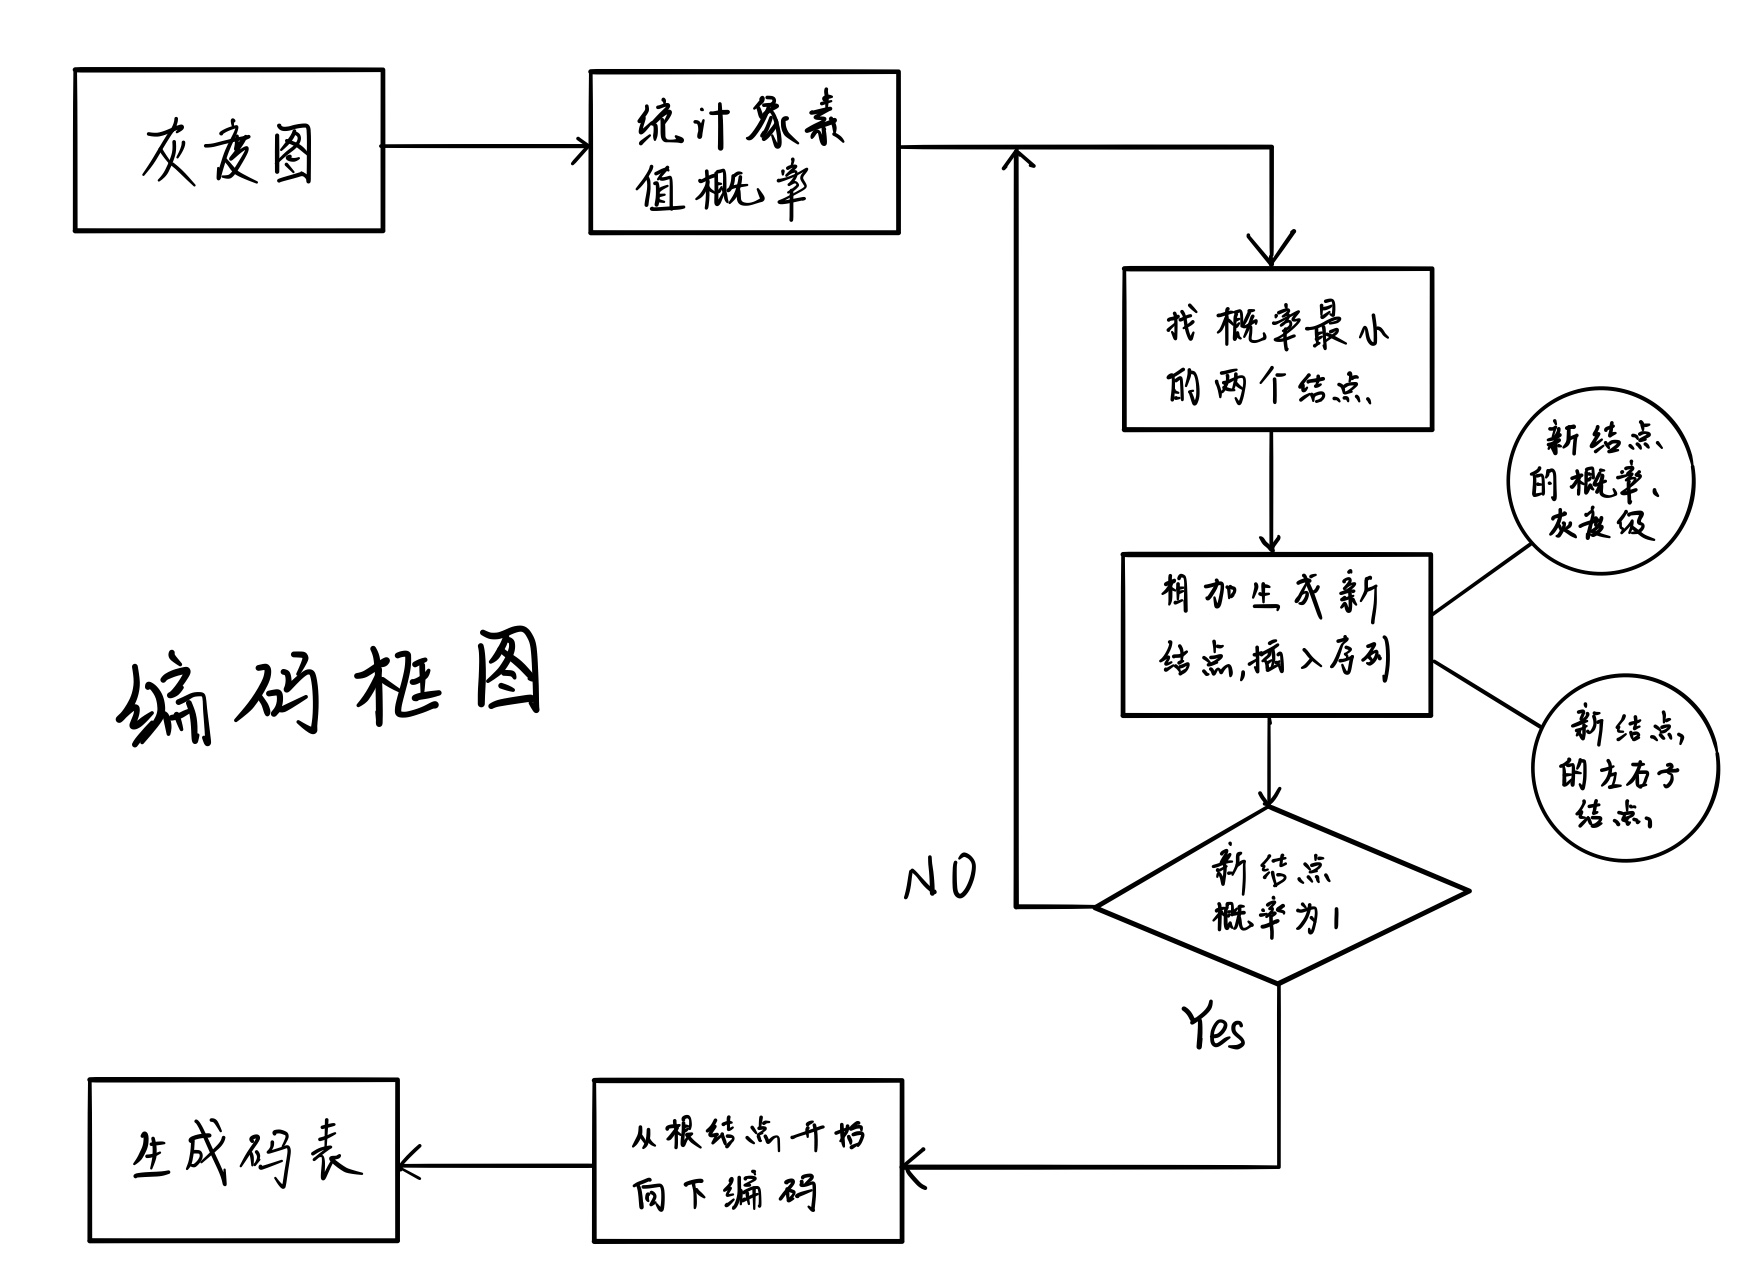 灰度图
统计象素
值概率
找概率最小
的两个结点
新结点
的概率、
灰度级
相加生成新
结点,插入序列
新结点
的左右子
结点
编码框图
新结点
概率为1
NO
Yes
从根结点开始
向下编码
生成码表